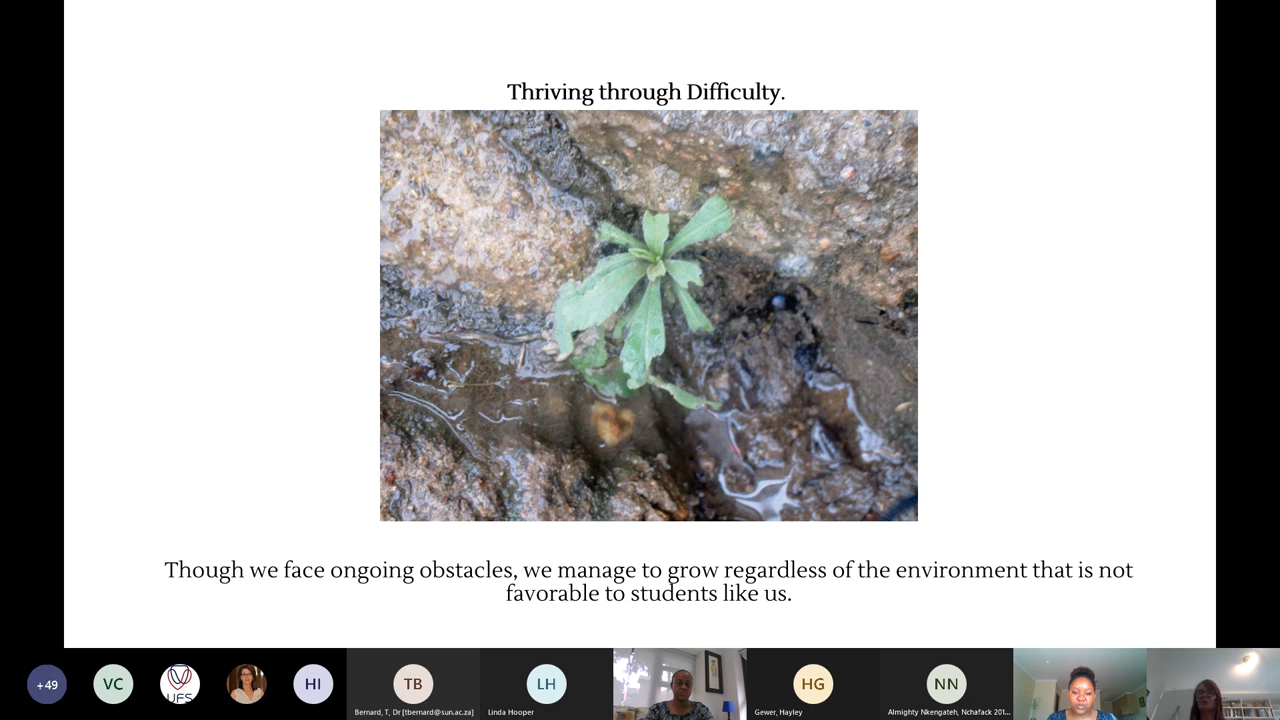 Thriving through Difficulty.
Though we face ongoing obstacles, we manage to grow regardless of the environment that is not
favorable to students like us.
+49
VC
UFS
HI
TB
LH
HG
NN
Bernard, T, Dr [tbernard@sun.ac.za]
Linda Hooper
Gewer, Hayley
Almighty Nkengateh, Nchafack 201...